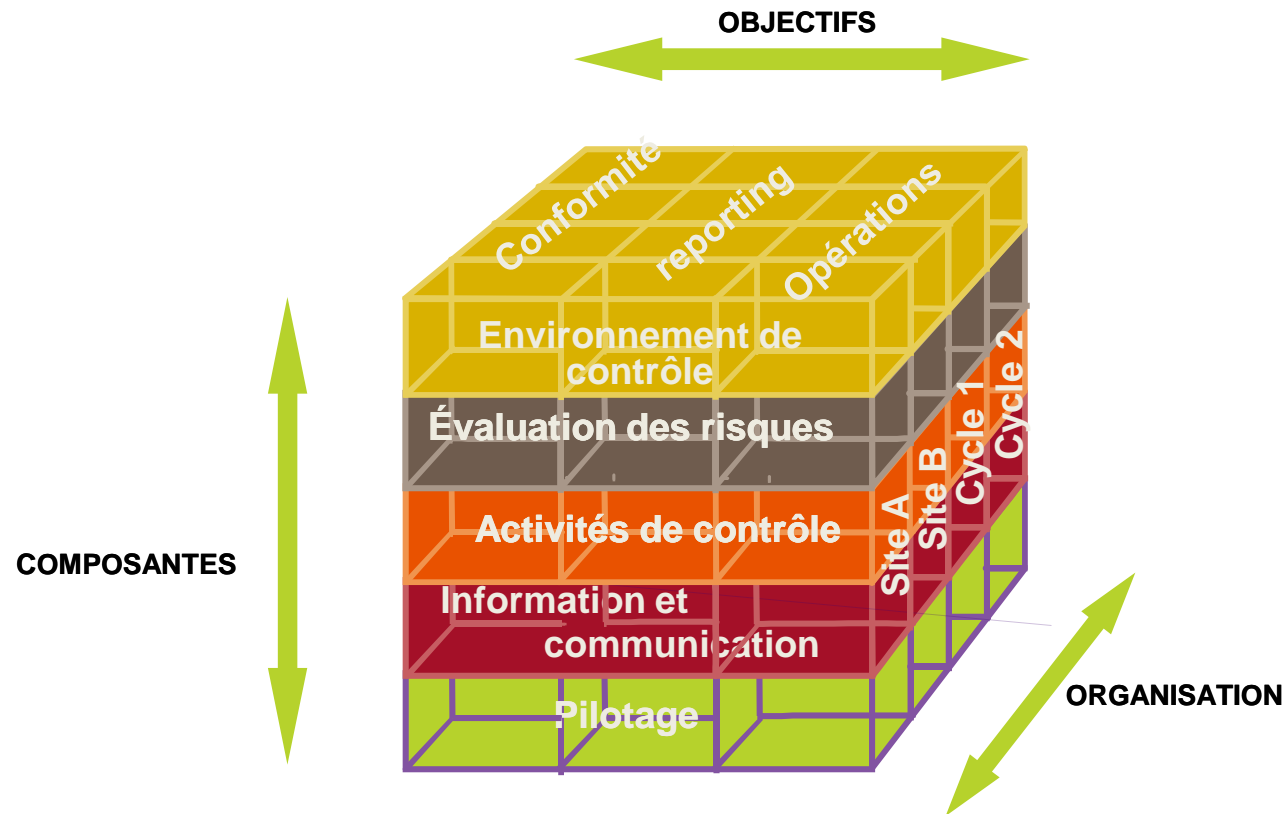 OBJECTIFS
Conformité
reporting
Opérations
Environnement de
contrôle
Évaluation des risques
Activités de contrôle
Information et
communication
Pilotage
Site A
Site B
Cycle 1
Cycle 2
COMPOSANTES
ORGANISATION